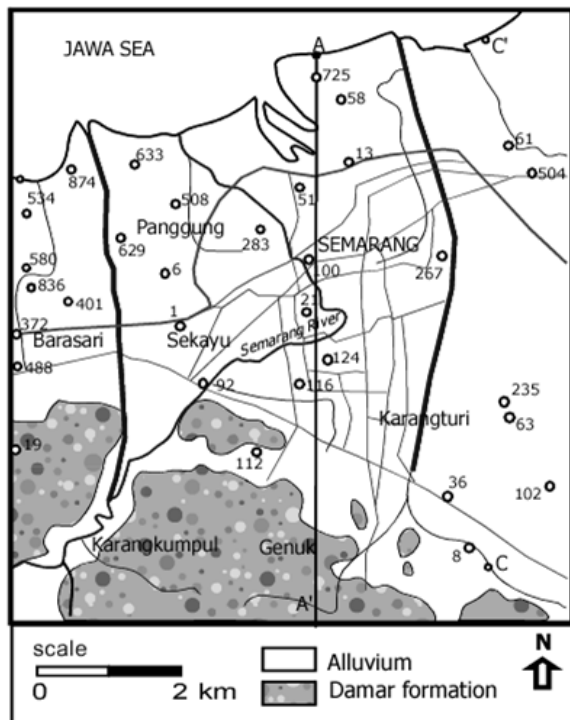 JAWA SEA
A
C'
725
58
633
61
13
874
504
508
51
534
Panggung
283
SEMARANG
629
580
6
100
267
836
401
21
1
372
Semarang River
Barasari
Sekayu
124
488
92
116
235
Karangturi
63
19
112
36
102
Karangkumpul
Genuk
8
C
A'
scale
0
2 km
Alluvium
Damar formation
N